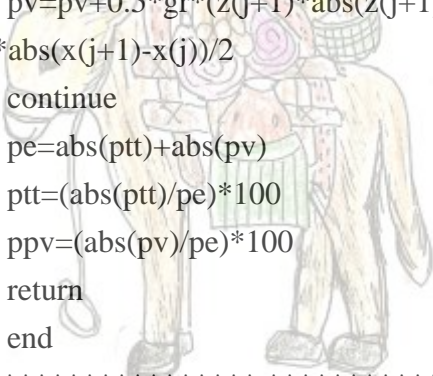 pv=pv+0.5*gr*(z(j+1)*abs(z(j+1
*abs(x(j+1)-x(j))/2
continue
pe=abs(ptt)+abs(pv)
ptt=(abs(ptt)/pe)*100
ppv=(abs(pv)/pe)*100
return
end